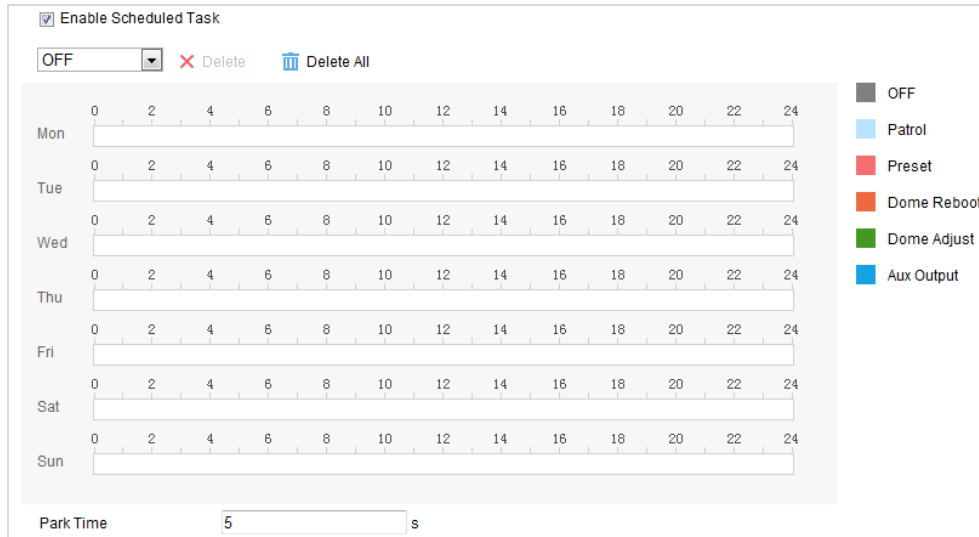 Enable Scheduled Task
OFF Delete Delete All
0 2 4 6 8 10 12 14 16 18 20 22 24
Mon
0 2 4 6 8 10 12 14 16 18 20 22 24
Tue
0 2 4 6 8 10 12 14 16 18 20 22 24
Wed
0 2 4 6 8 10 12 14 16 18 20 22 24
Thu
0 2 4 6 8 10 12 14 16 18 20 22 24
Fri
0 2 4 6 8 10 12 14 16 18 20 22 24
Sat
0 2 4 6 8 10 12 14 16 18 20 22 24
Sun
OFF
Patrol
Preset
Dome Reboot
Dome Adjust
Aux Output
Park Time 5 s